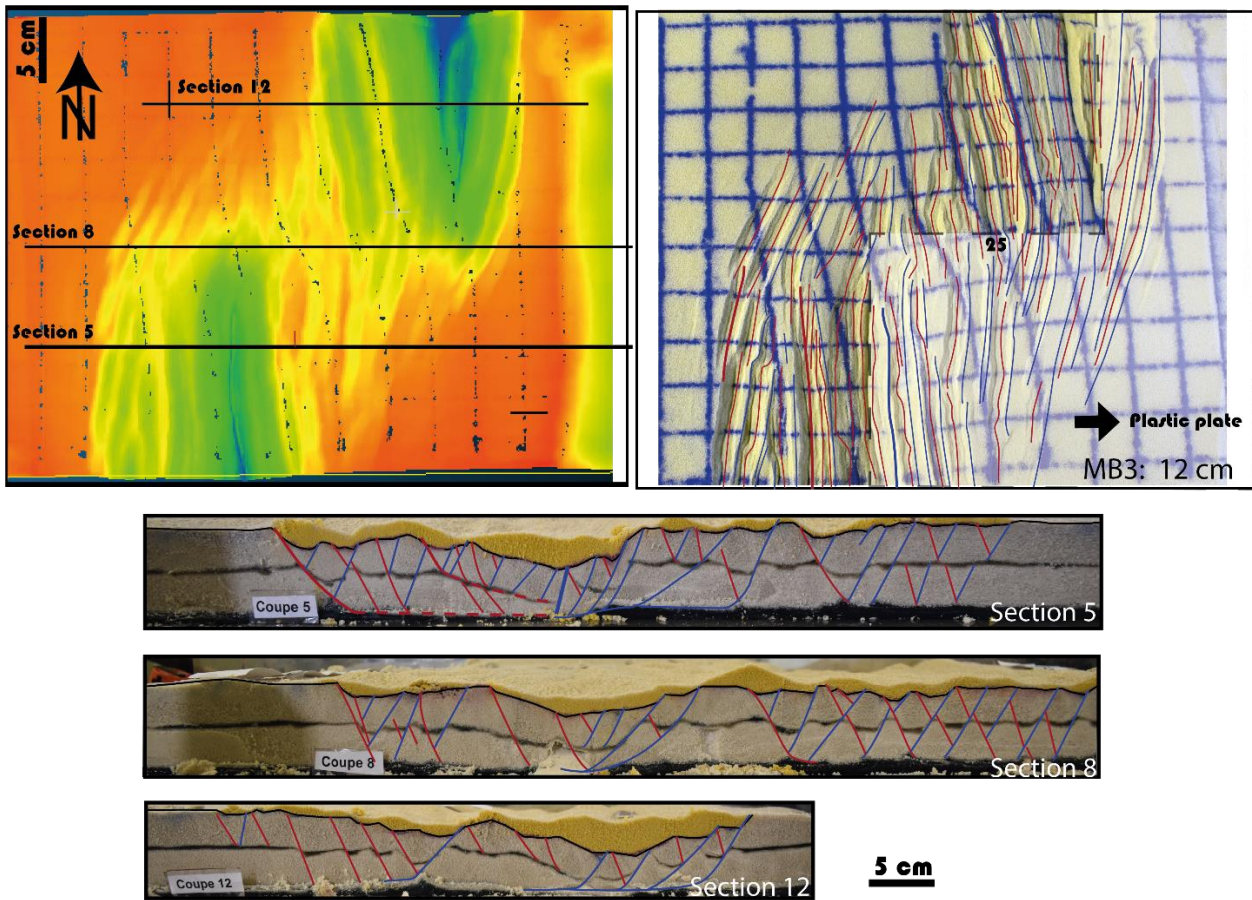 5 cm
N
Section 12
Section 8
Section 5
25
Plastic plate
MB3: 12 cm
Coupe 5
Section 5
Coupe 8
Section 8
Coupe 12
Section 12
5 cm